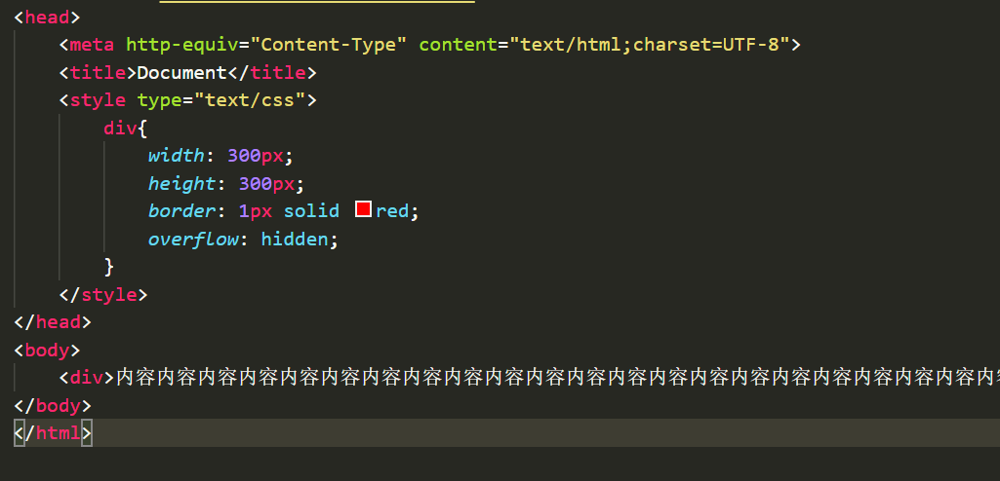 <head>
<meta http-equiv="Content-Type" content="text/html;charset=UTF-8">
<title>Document</title>
<style type="text/css">
div{
width: 300px;
height: 300px;
border: 1px solid red;
overflow: hidden;
}
</style>
</head>
<body>
<div>内容内容内容内容内容内容内容内容内容内容内容内容内容内容内容内容内容内容内容内容内容内
</body>
</html>